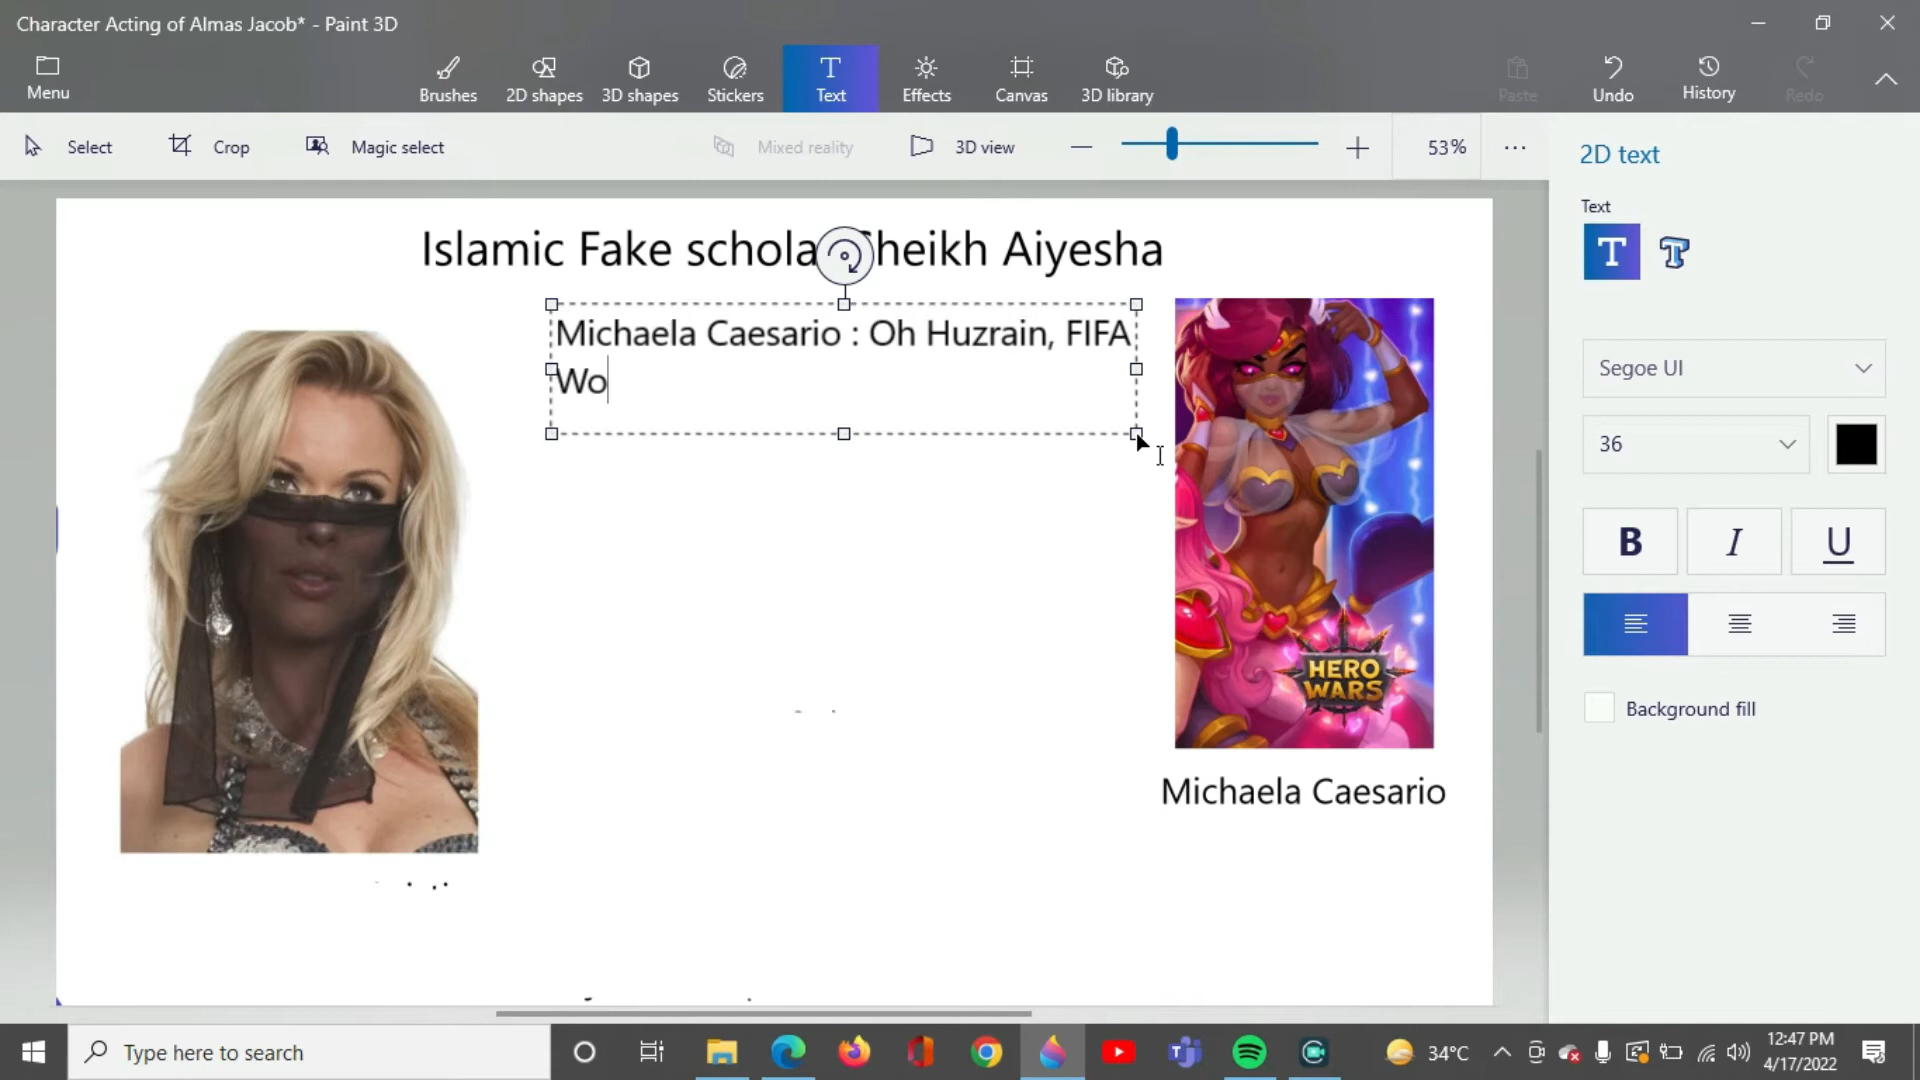 Character Acting of Almas Jacob* - Paint 3D
Menu
Brushes
2D shapes
3D shapes
Stickers
Text
Effects
Canvas
3D library
Paste
Undo
History
Redo
Select
Crop
Magic select
Mixed reality
3D view
53%
2D text
Text
Segoe UI
36
B
I
U
Background fill
Islamic Fake schola Sheikh Aiyesha
Michaela Caesario : Oh Huzrain, FIFA
Wo
HERO
WARS
Michaela Caesario
Type here to search
34°C
12:47 PM
4/17/2022